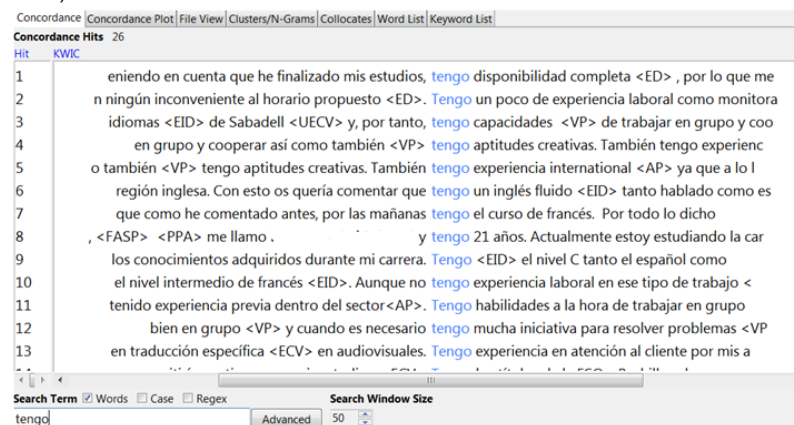 Concordance Concordance Plot File View Clusters/N-Grams Collocates Word List Keyword List
Concordance Hits 26
Hit KWIC
1 eniendo en cuenta que he finalizado mis estudios, tengo disponibilidad completa <ED> , por lo que me
2 n ningún inconveniente al horario propuesto <ED>. Tengo un poco de experiencia laboral como monitora
3 idiomas <EID> de Sabadell <UECV> y, por tanto, tengo capacidades <VP> de trabajar en grupo y coo
4 en grupo y cooperar así como también <VP> tengo aptitudes creativas. También tengo experienc
5 o también <VP> tengo aptitudes creativas. También tengo experiencia international <AP> ya que a lo l
6 región inglesa. Con esto os quería comentar que tengo un inglés fluido <EID> tanto hablado como es
7 que como he comentado antes, por las mañanas tengo el curso de francés. Por todo lo dicho
8 , <FASP> <PPA> me llamo y tengo 21 años. Actualmente estoy estudiando la car
9 los conocimientos adquiridos durante mi carrera. Tengo <EID> el nivel C tanto el español como
10 el nivel intermedio de francés <EID>. Aunque no tengo experiencia laboral en ese tipo de trabajo <
11 tenido experiencia previa dentro del sector<AP>. Tengo habilidades a la hora de trabajar en grupo
12 bien en grupo <VP> y cuando es necesario tengo mucha iniciativa para resolver problemas <VP
13 en traducción específica <ECV> en audiovisuales. Tengo experiencia en atención al cliente por mis a
Search Term Words Case Regex Search Window Size
tengo Advanced 50